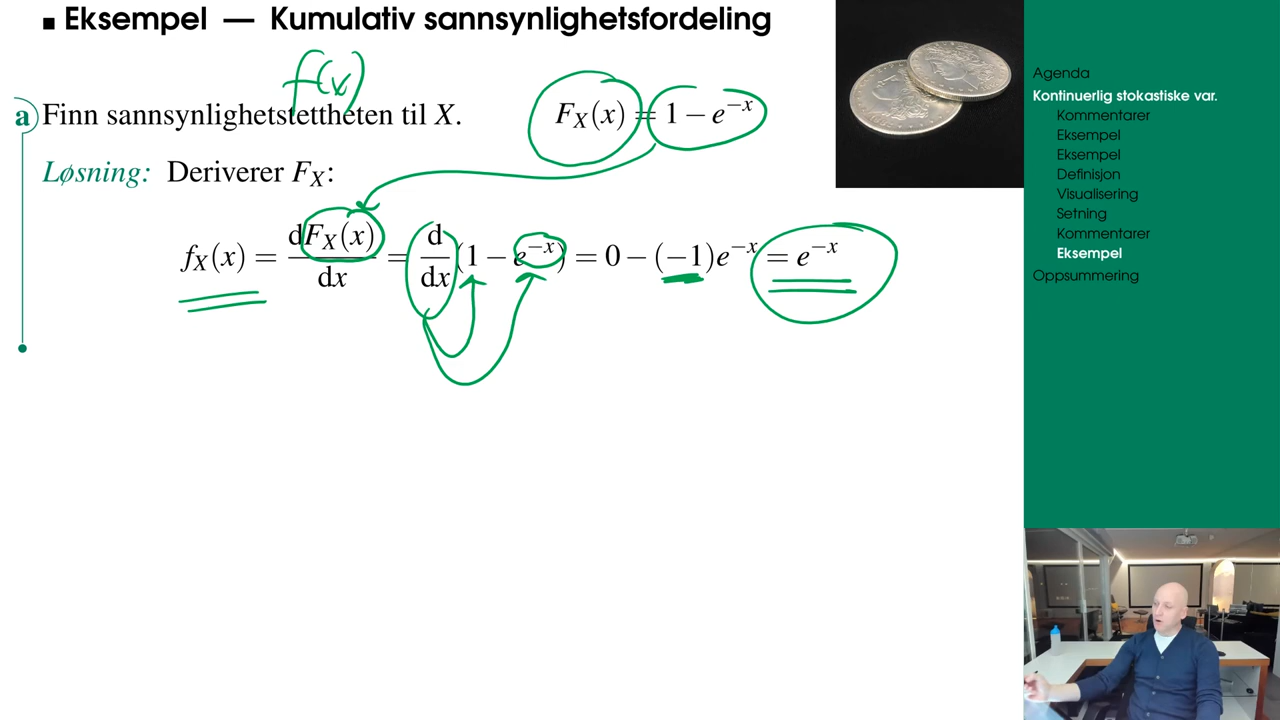 ▪ Eksempel — Kumulativ sannsynlighetsfordeling
f(x)
a) Finn sannsynlighetstettheten til X. F_X(x) = 1 − e^{−x}
Løsning: Deriverer F_X:
f_X(x) = dF_X(x)/dx = d/dx (1 − e^{−x}) = 0 − (−1)e^{−x} = e^{−x}
Agenda
Kontinuerlig stokastiske var.
Kommentarer
Eksempel
Eksempel
Definisjon
Visualisering
Setning
Kommentarer
Eksempel
Oppsummering